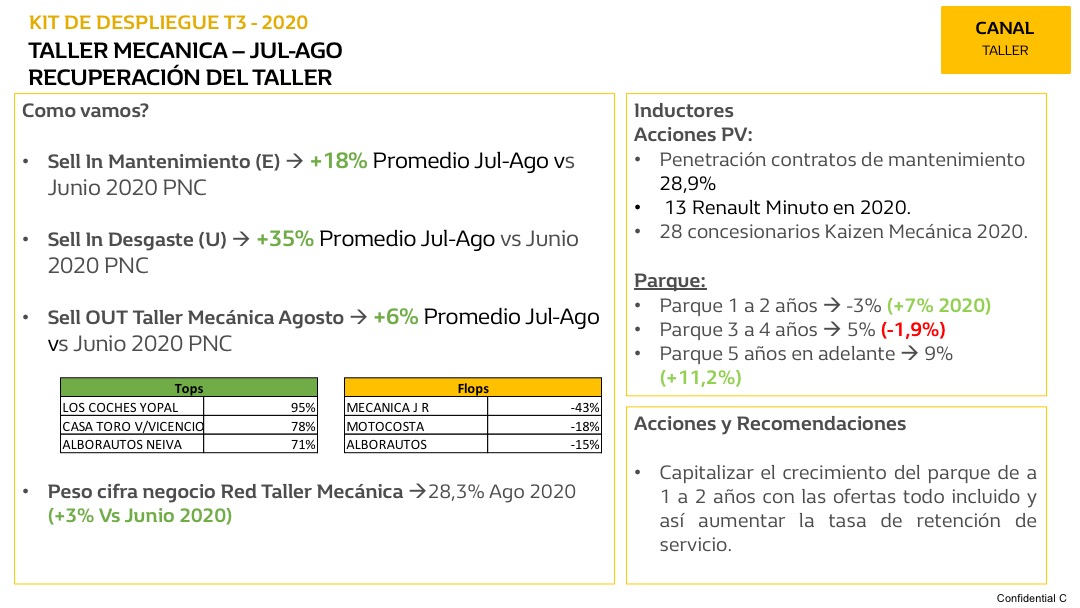 KIT DE DESPLIEGUE T3 - 2020
TALLER MECANICA – JUL-AGO
RECUPERACIÓN DEL TALLER
CANAL
TALLER
Como vamos?
• Sell In Mantenimiento (E) → +18% Promedio Jul-Ago vs
Junio 2020 PNC
• Sell In Desgaste (U) → +35% Promedio Jul-Ago vs Junio
2020 PNC
• Sell OUT Taller Mecánica Agosto → +6% Promedio Jul-Ago
vs Junio 2020 PNC
Tops
LOS COCHES YOPAL 95%
CASA TORO V/VICENCIO 78%
ALBORAUTOS NEIVA 71%
Flops
MECANICA J R -43%
MOTOCOSTA -18%
ALBORAUTOS -15%
• Peso cifra negocio Red Taller Mecánica →28,3% Ago 2020
(+3% Vs Junio 2020)
Inductores
Acciones PV:
• Penetración contratos de mantenimiento
28,9%
• 13 Renault Minuto en 2020.
• 28 concesionarios Kaizen Mecánica 2020.
Parque:
• Parque 1 a 2 años → -3% (+7% 2020)
• Parque 3 a 4 años → 5% (-1,9%)
• Parque 5 años en adelante → 9%
(+11,2%)
Acciones y Recomendaciones
• Capitalizar el crecimiento del parque de a
1 a 2 años con las ofertas todo incluido y
así aumentar la tasa de retención de
servicio.
Confidential C